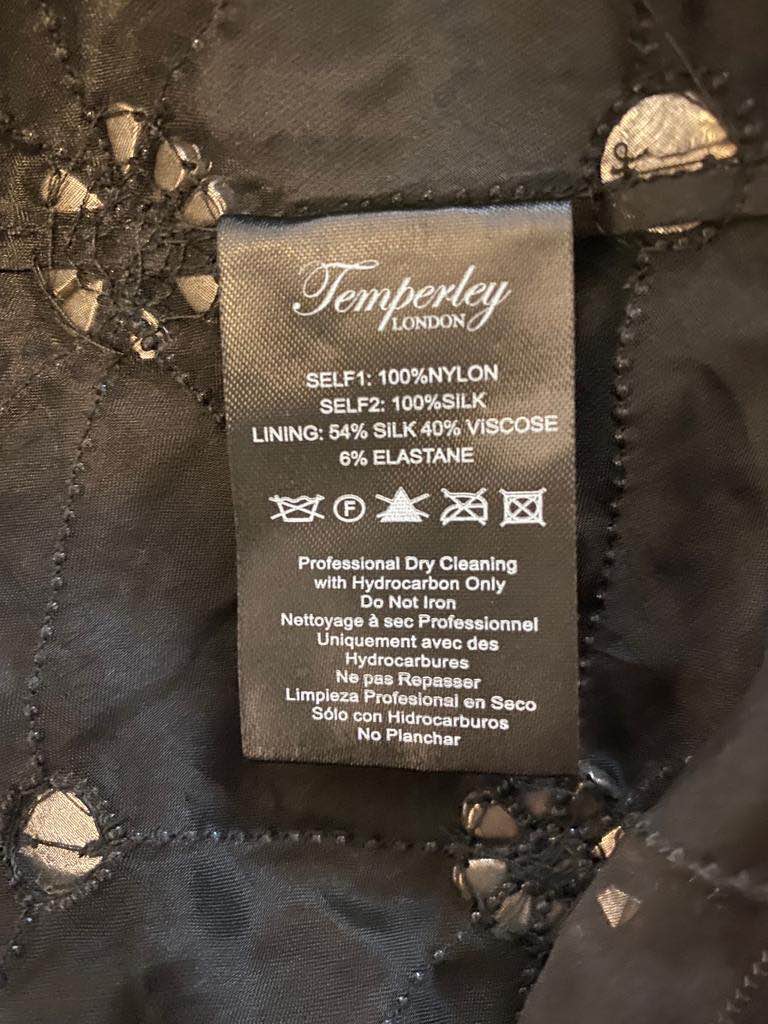 Temperley
LONDON
SELF1: 100%NYLON
SELF2: 100%SILK
LINING: 54% SILK 40% VISCOSE
6% ELASTANE
F
Professional Dry Cleaning
with Hydrocarbon Only
Do Not Iron
Nettoyage à sec Professionnel
Uniquement avec des
Hydrocarbures
Ne pas Repasser
Limpieza Profesional en Seco
Sólo con Hidrocarburos
No Planchar